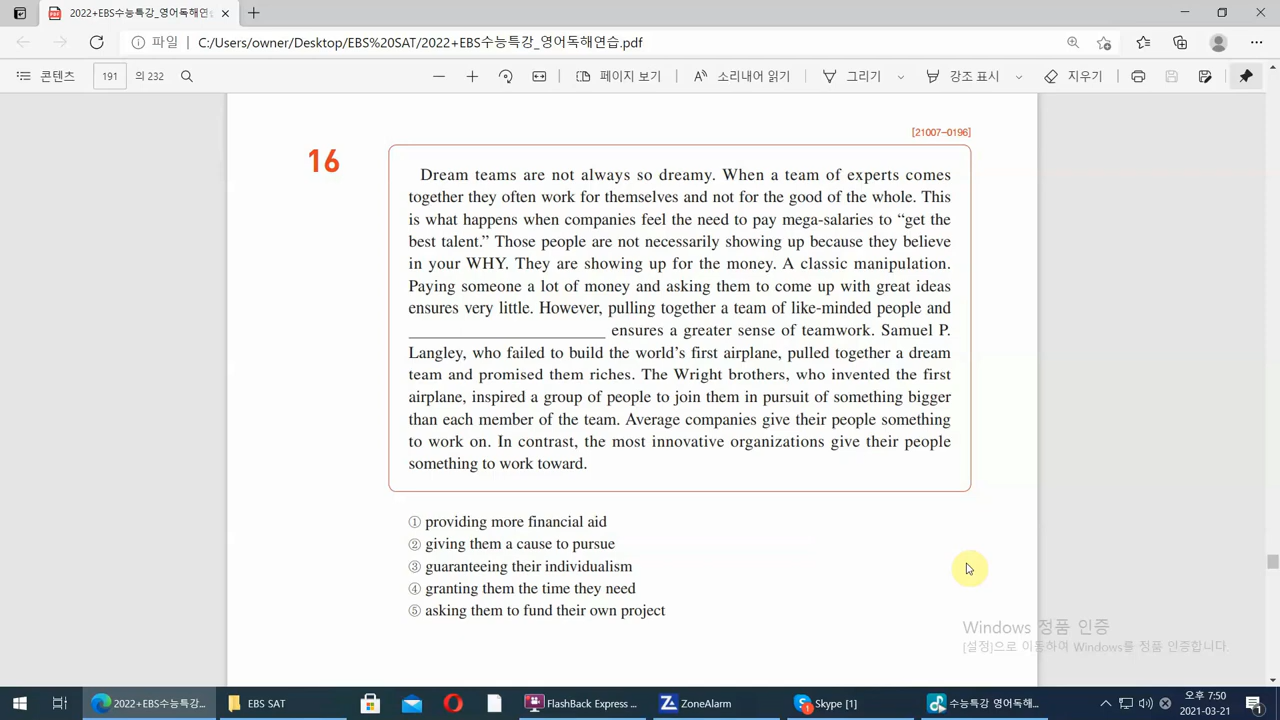 2022+EBS수능특강_영어독해연습
파일 C:/Users/owner/Desktop/EBS%20SAT/2022+EBS수능특강_영어독해연습.pdf
콘텐츠 191 의 232 페이지 보기 소리내어 읽기 그리기 강조 표시 지우기
[21007-0196]
16
Dream teams are not always so dreamy. When a team of experts comes
together they often work for themselves and not for the good of the whole. This
is what happens when companies feel the need to pay mega-salaries to “get the
best talent.” Those people are not necessarily showing up because they believe
in your WHY. They are showing up for the money. A classic manipulation.
Paying someone a lot of money and asking them to come up with great ideas
ensures very little. However, pulling together a team of like-minded people and
____________________ ensures a greater sense of teamwork. Samuel P.
Langley, who failed to build the world’s first airplane, pulled together a dream
team and promised them riches. The Wright brothers, who invented the first
airplane, inspired a group of people to join them in pursuit of something bigger
than each member of the team. Average companies give their people something
to work on. In contrast, the most innovative organizations give their people
something to work toward.
① providing more financial aid
② giving them a cause to pursue
③ guaranteeing their individualism
④ granting them the time they need
⑤ asking them to fund their own project
Windows 정품 인증
[설정]으로 이동하여 Windows를 정품 인증합니다.
2022+EBS수능특강_... EBS SAT FlashBack Express ... ZoneAlarm Skype [1] 수능특강 영어독해... 오후 7:50
2021-03-21